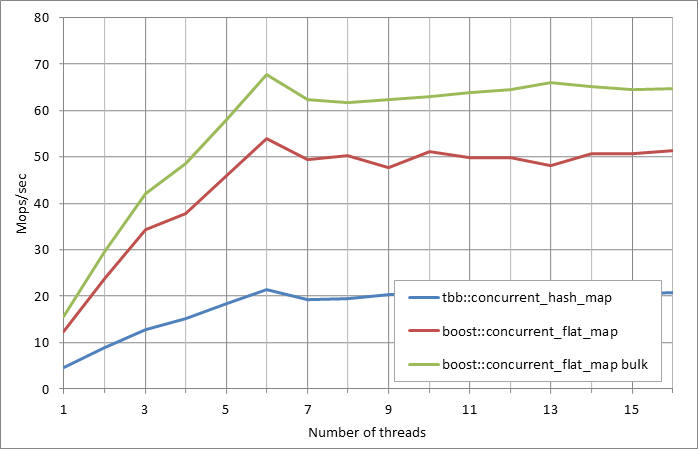 80
70
60
50
40
30
20
10
0
Mops/sec
tbb::concurrent_hash_map
boost::concurrent_flat_map
boost::concurrent_flat_map bulk
1 3 5 7 9 11 13 15
Number of threads